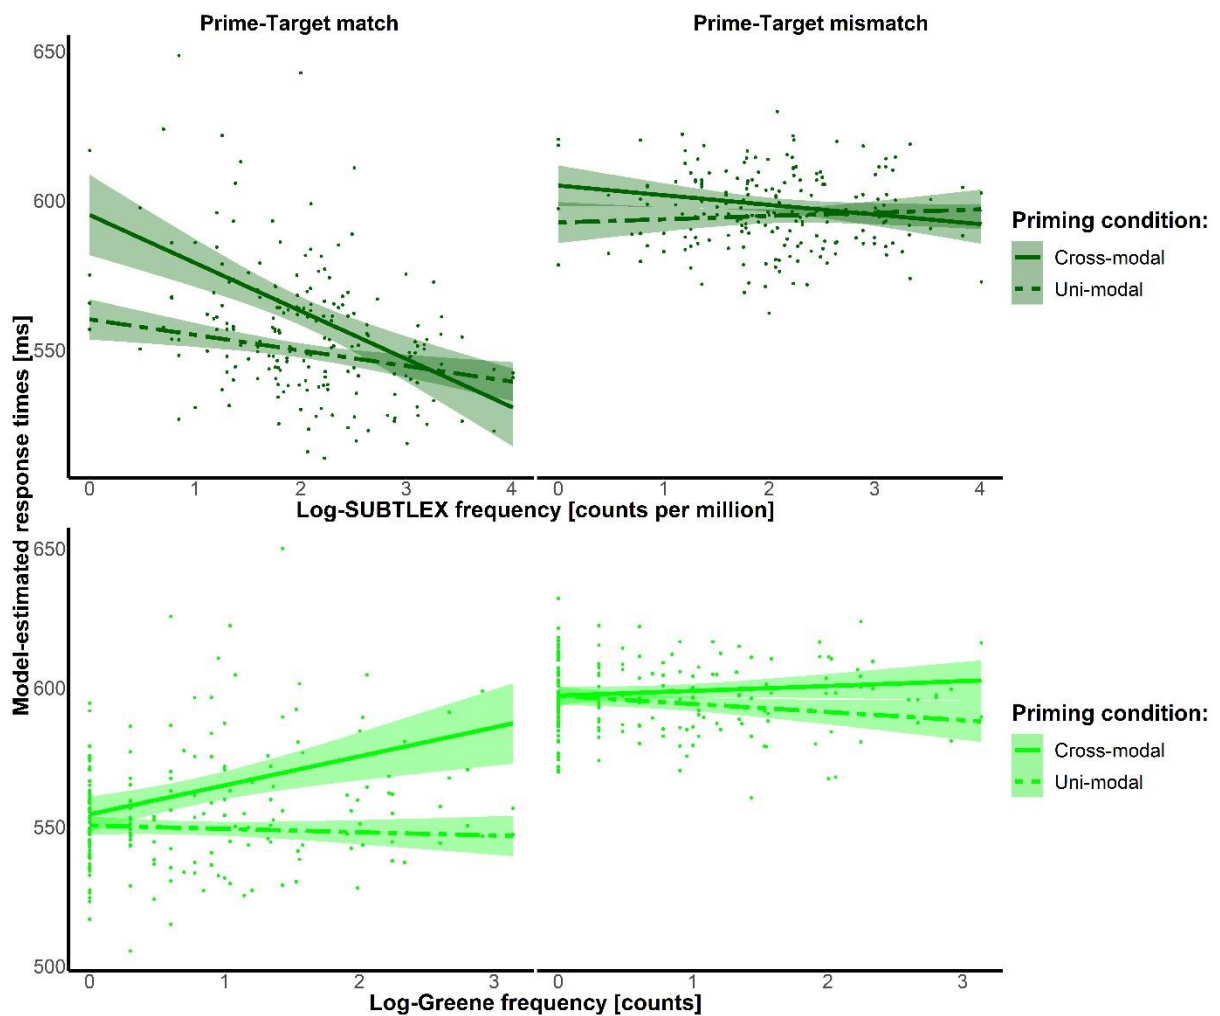 Prime-Target match
Prime-Target mismatch
650
600
550
Priming condition:
Cross-modal
Uni-modal
0 1 2 3 4
0 1 2 3 4
Log-SUBTLEX frequency [counts per million]
Model-estimated response times [ms]
650
600
550
500
Priming condition:
Cross-modal
Uni-modal
0 1 2 3
0 1 2 3
Log-Greene frequency [counts]